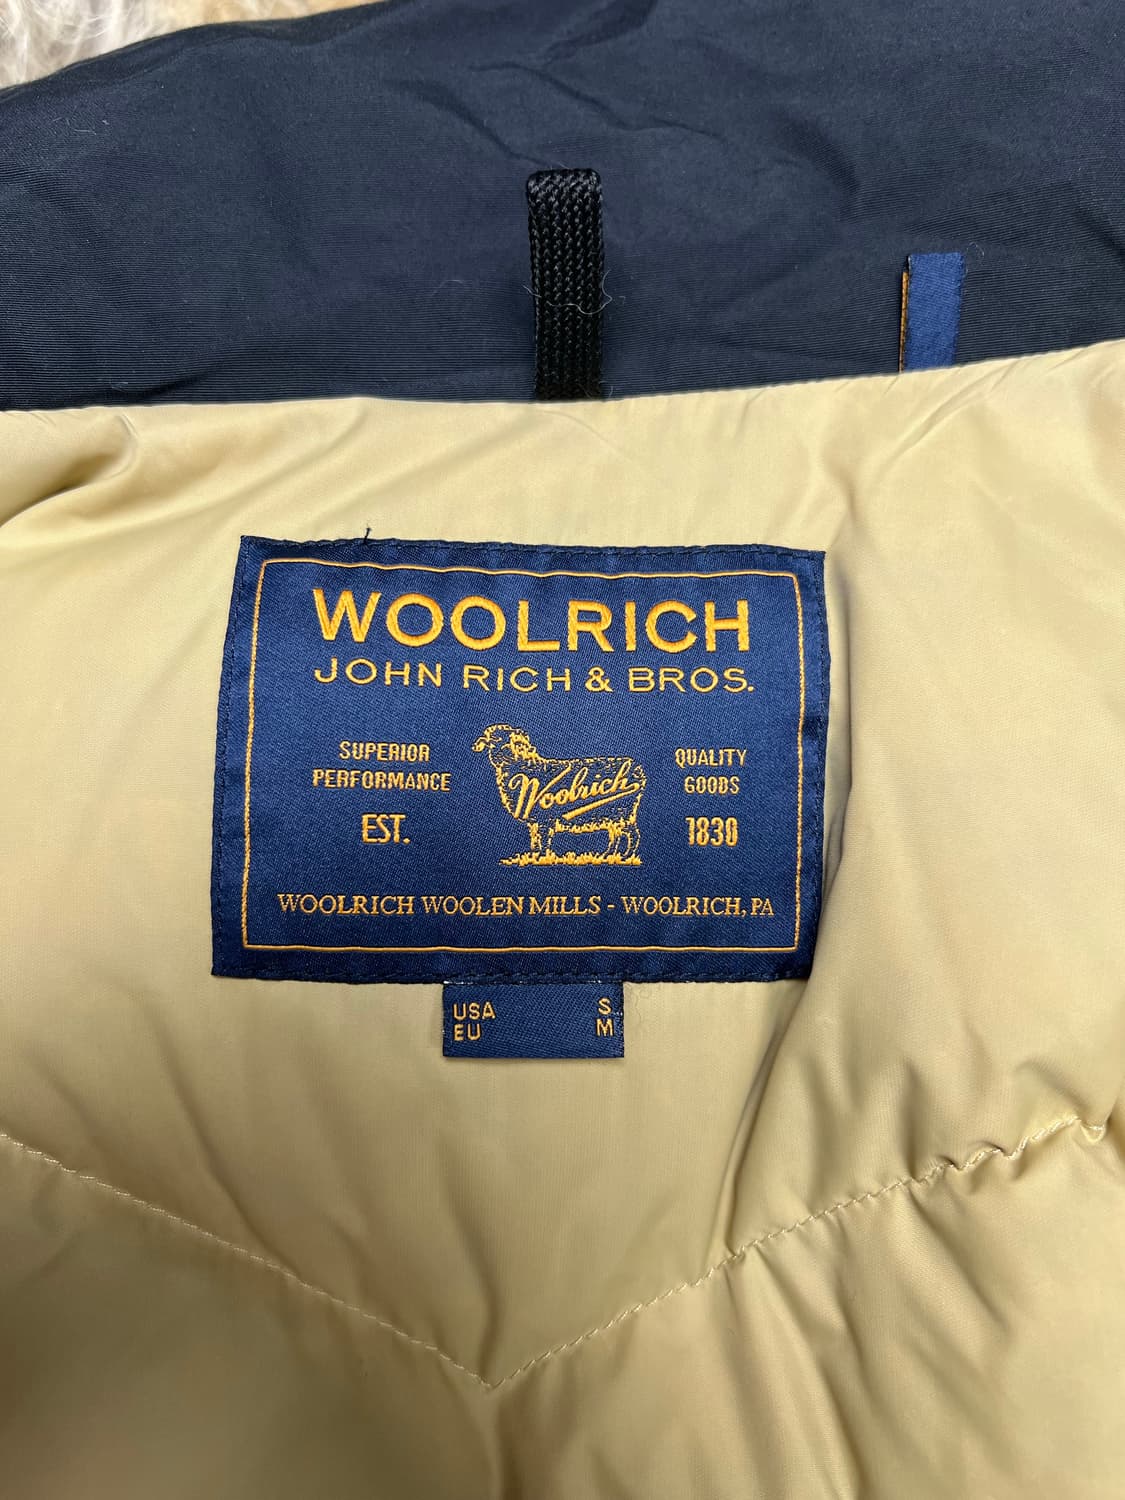 WOOLRICH
JOHN RICH & BROS.
SUPERIOR
PERFORMANCE
EST.
Woolrich
QUALITY
GOODS
1830
WOOLRICH WOOLEN MILLS - WOOLRICH, PA
USA S
EU M